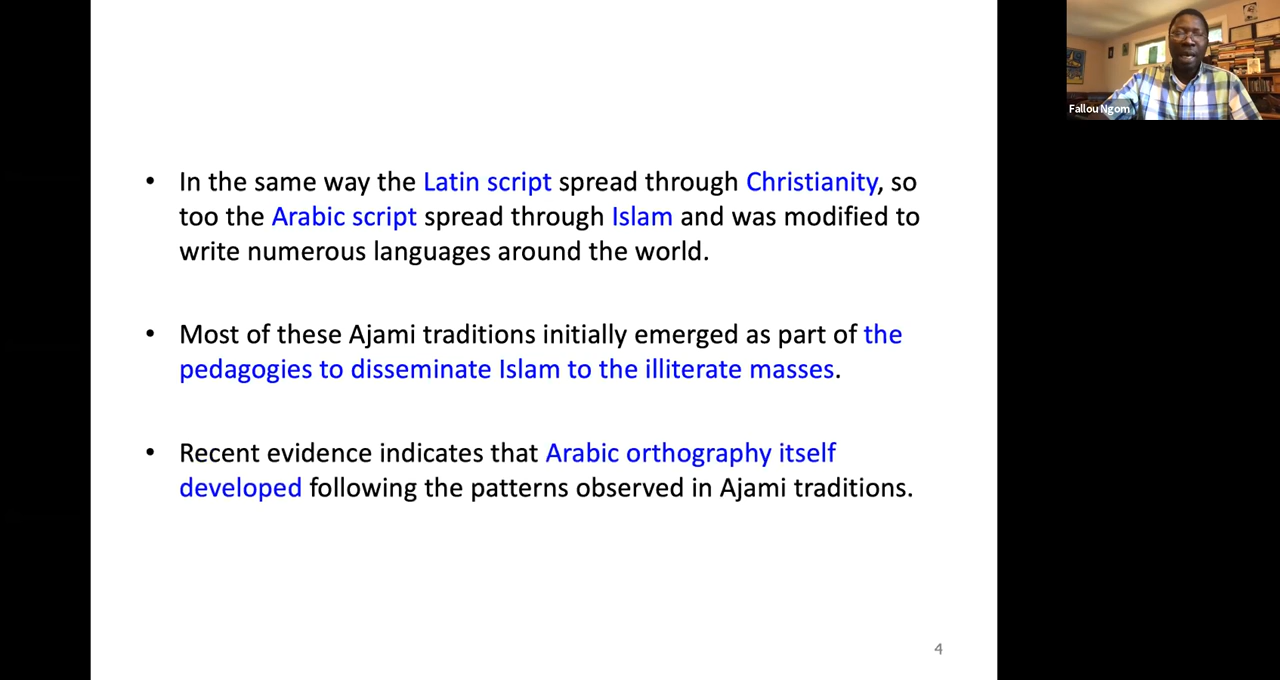 • In the same way the Latin script spread through Christianity, so
too the Arabic script spread through Islam and was modified to
write numerous languages around the world.
• Most of these Ajami traditions initially emerged as part of the
pedagogies to disseminate Islam to the illiterate masses.
• Recent evidence indicates that Arabic orthography itself
developed following the patterns observed in Ajami traditions.
4
Fallou Ngom